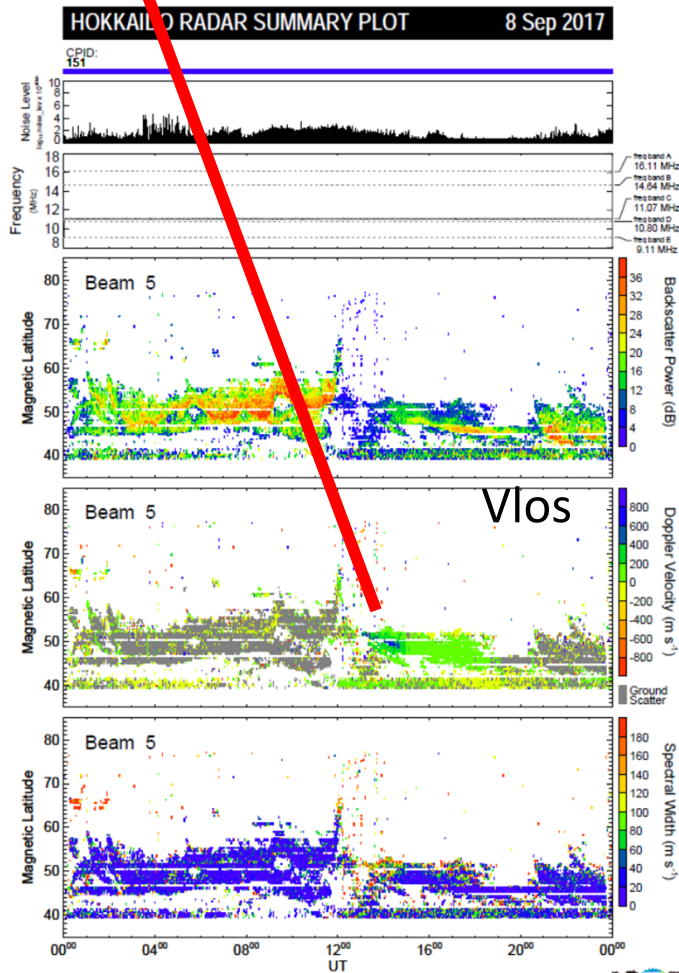 HOKKAIDO RADAR SUMMARY PLOT 8 Sep 2017
CPID:
151
Noise Level
10
8
6
4
2
0
Frequency
(MHz)
18
16
14
12
10
8
freq band A
16.11 MHz
freq band B
14.64 MHz
freq band C
11.07 MHz
freq band D
10.80 MHz
freq band E
9.11 MHz
Beam 5
Magnetic Latitude
80
70
60
50
40
36
32
28
24
20
16
12
8
4
0
Backscatter Power (dB)
Beam 5
Vlos
Magnetic Latitude
80
70
60
50
40
800
600
400
200
0
-200
-400
-600
-800
Doppler Velocity (m s⁻¹)
Ground
Scatter
Beam 5
Magnetic Latitude
80
70
60
50
40
180
160
140
120
100
80
60
40
20
0
Spectral Width (m s⁻¹)
00⁰⁰ 04⁰⁰ 08⁰⁰ 12⁰⁰ 16⁰⁰ 20⁰⁰ 00⁰⁰
UT